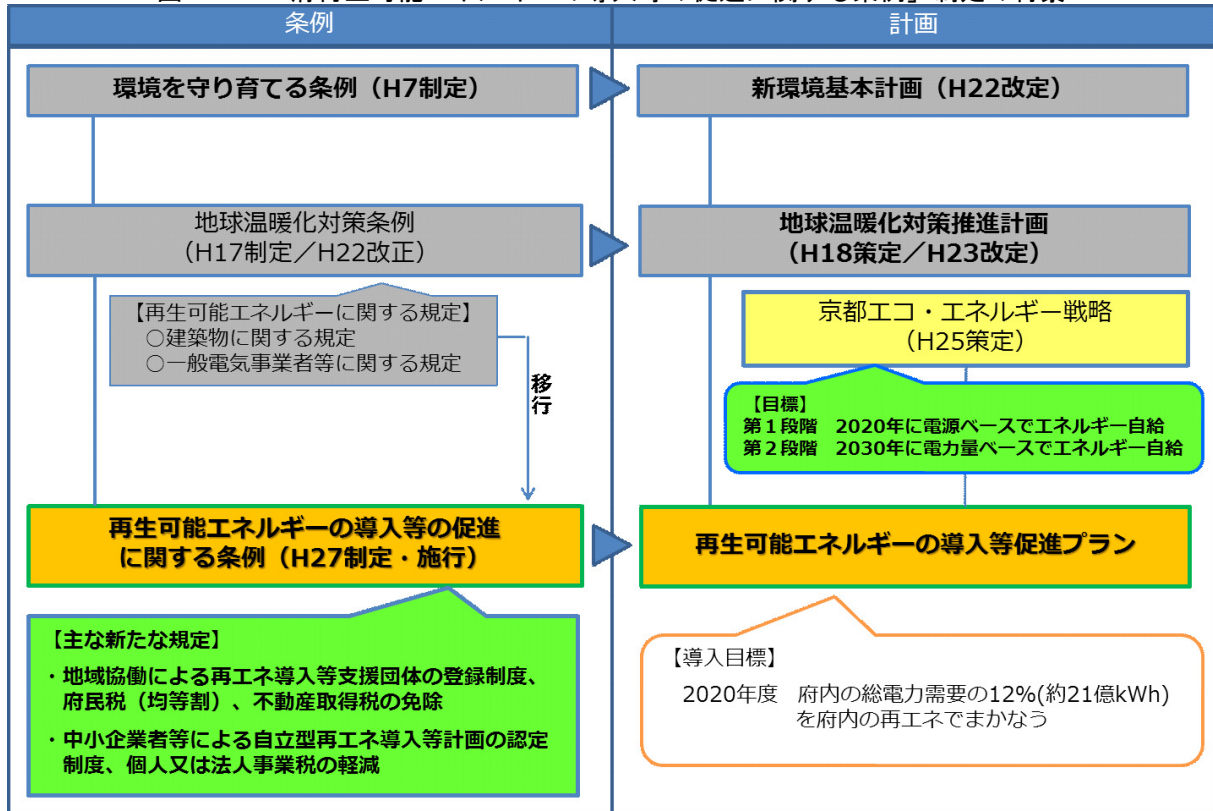 条例
計画
環境を守り育てる条例（H7制定）
新環境基本計画（H22改定）
地球温暖化対策条例
（H17制定／H22改正）
地球温暖化対策推進計画
（H18策定／H23改定）
【再生可能エネルギーに関する規定】
○建築物に関する規定
○一般電気事業者等に関する規定
移行
京都エコ・エネルギー戦略
（H25策定）
【目標】
第１段階　2020年に電源ベースでエネルギー自給
第２段階　2030年に電力量ベースでエネルギー自給
再生可能エネルギーの導入等の促進
に関する条例（H27制定・施行）
再生可能エネルギーの導入等促進プラン
【主な新たな規定】
・地域協働による再エネ導入等支援団体の登録制度、
府民税（均等割）、不動産取得税の免除
・中小企業者等による自立型再エネ導入等計画の認定
制度、個人又は法人事業税の軽減
【導入目標】
2020年度　府内の総電力需要の12%(約21億kWh)
を府内の再エネでまかなう